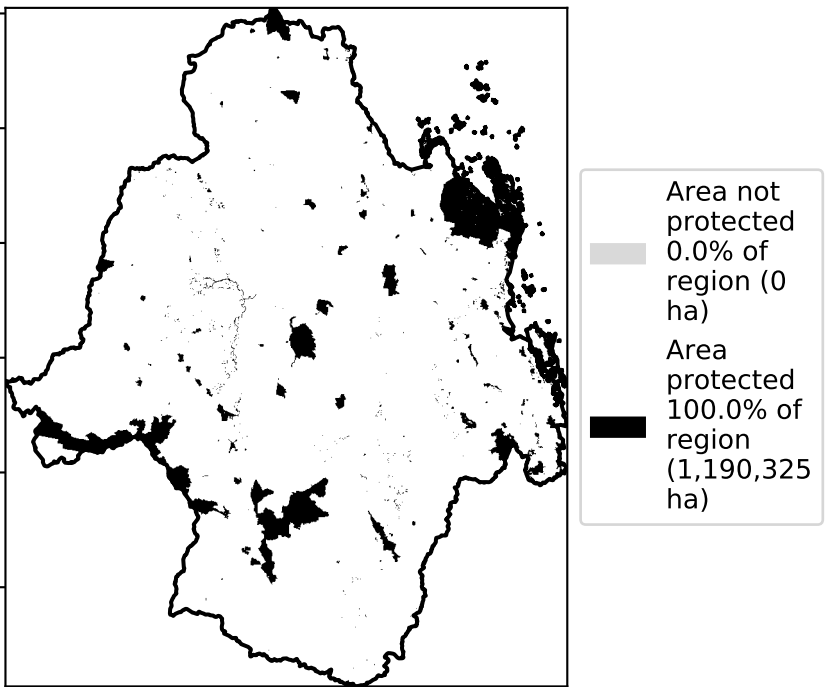 Area not
protected
0.0% of
region (0
ha)
Area
protected
100.0% of
region
(1,190,325
ha)